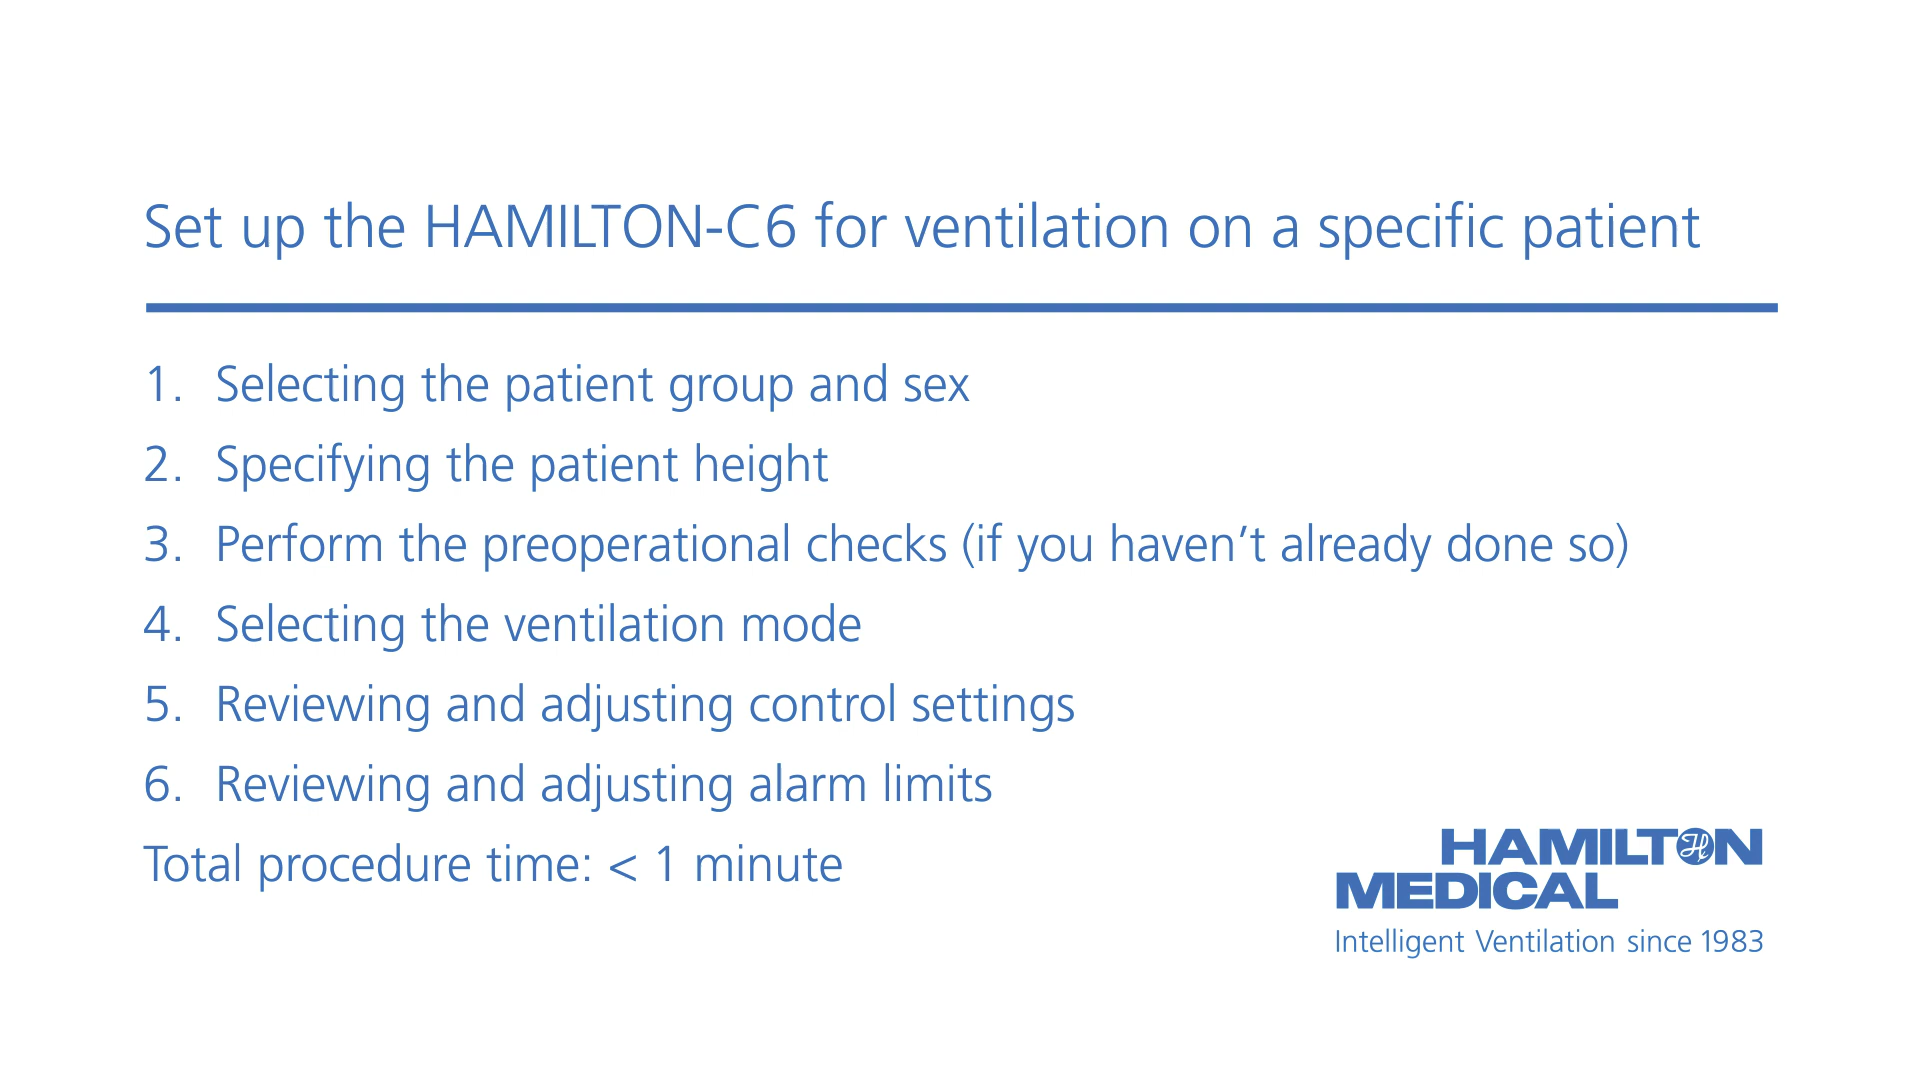 Set up the HAMILTON-C6 for ventilation on a specific patient
1. Selecting the patient group and sex
2. Specifying the patient height
3. Perform the preoperational checks (if you haven’t already done so)
4. Selecting the ventilation mode
5. Reviewing and adjusting control settings
6. Reviewing and adjusting alarm limits
Total procedure time: < 1 minute
HAMILTON
MEDICAL
Intelligent Ventilation since 1983